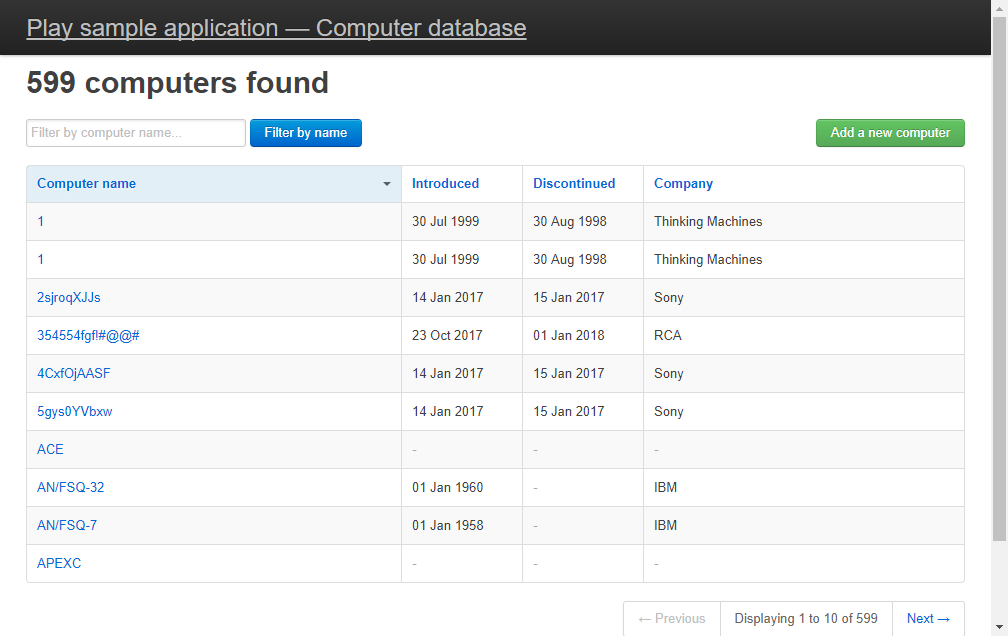 Play sample application — Computer database
599 computers found
Filter by computer name... Filter by name Add a new computer
Computer name Introduced Discontinued Company
1 30 Jul 1999 30 Aug 1998 Thinking Machines
1 30 Jul 1999 30 Aug 1998 Thinking Machines
2sjroqXJJs 14 Jan 2017 15 Jan 2017 Sony
354554fgf!#@@# 23 Oct 2017 01 Jan 2018 RCA
4CxfOjAASF 14 Jan 2017 15 Jan 2017 Sony
5gys0YVbxw 14 Jan 2017 15 Jan 2017 Sony
ACE - - -
AN/FSQ-32 01 Jan 1960 - IBM
AN/FSQ-7 01 Jan 1958 - IBM
APEXC - - -
← Previous Displaying 1 to 10 of 599 Next →